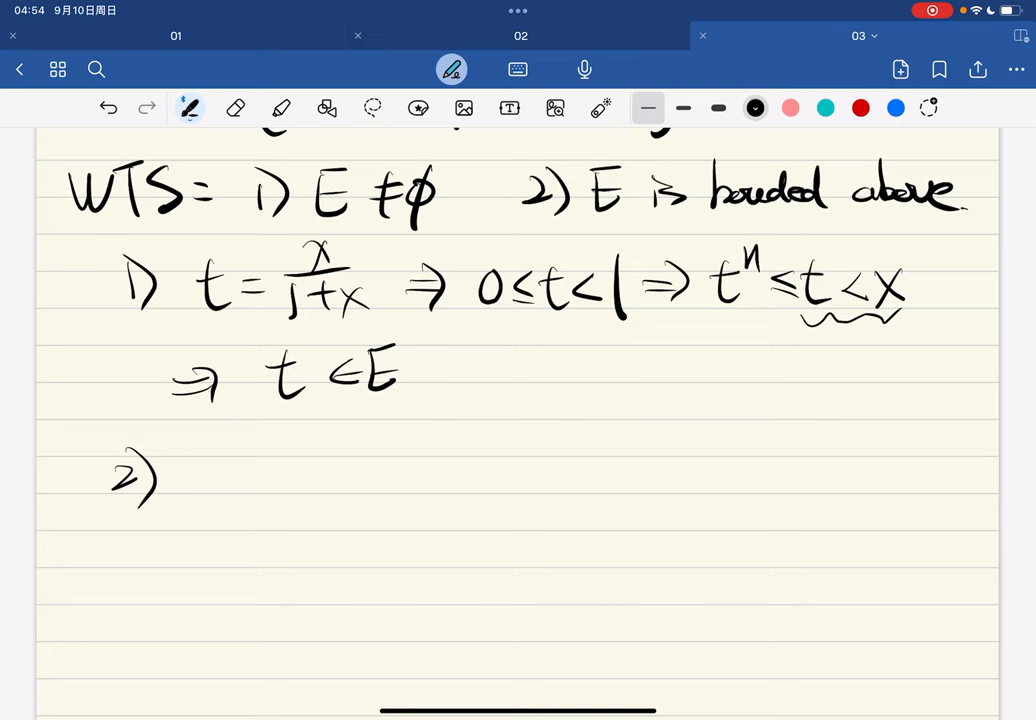 04:54 9月10日周日
01 02 03
WTS= 1) E ≠ϕ 2) E is bouded above.
1) t = x/(1+x) ⇒ 0 ≤ t < 1 ⇒ tⁿ ≤ t < x
⇒ t ∈ E
2)